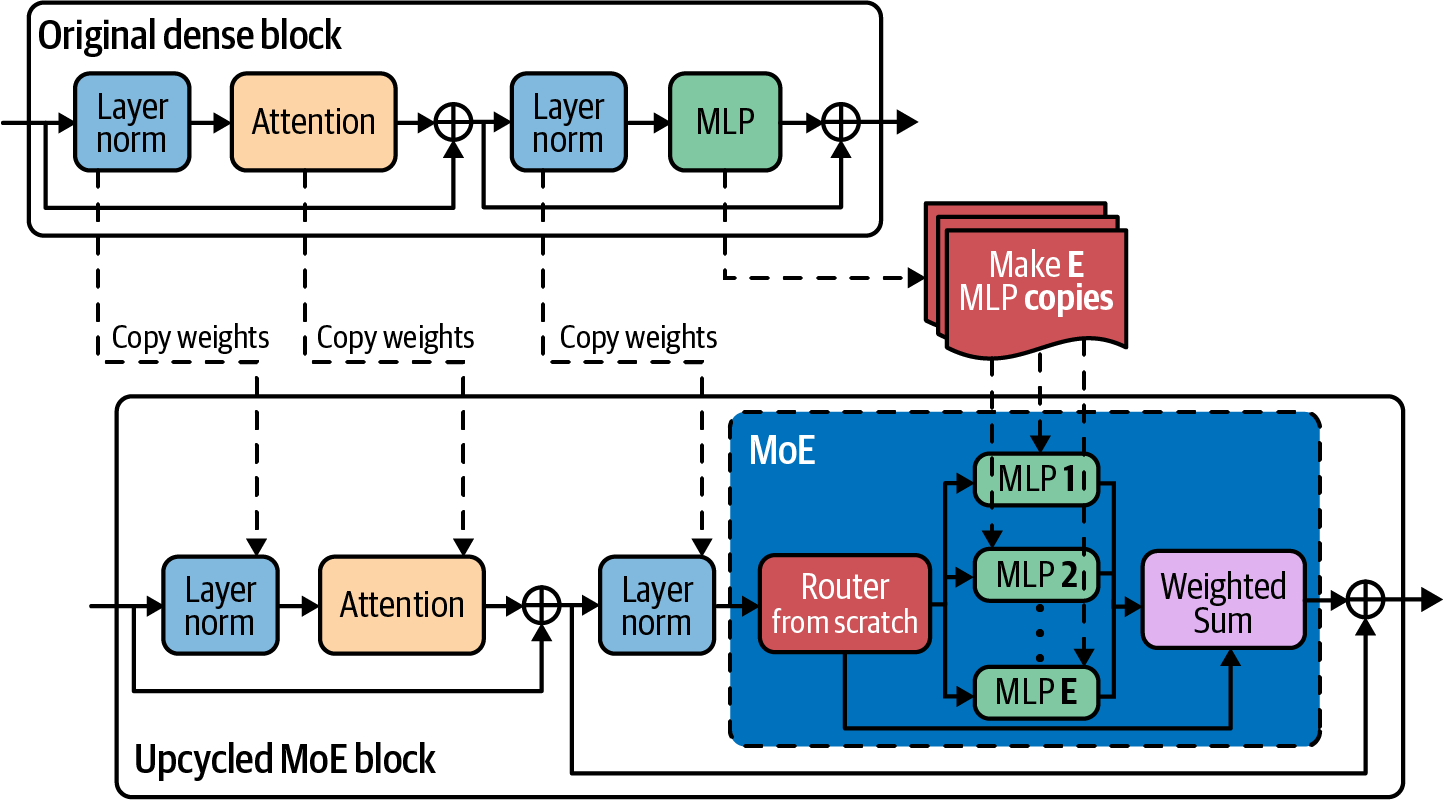 Original dense block
Layer
norm
Attention
Layer
norm
MLP
Make E
MLP copies
Copy weights
Copy weights
Copy weights
MoE
MLP 1
MLP 2
MLP E
Layer
norm
Attention
Layer
norm
Router
from scratch
Weighted
Sum
Upcycled MoE block